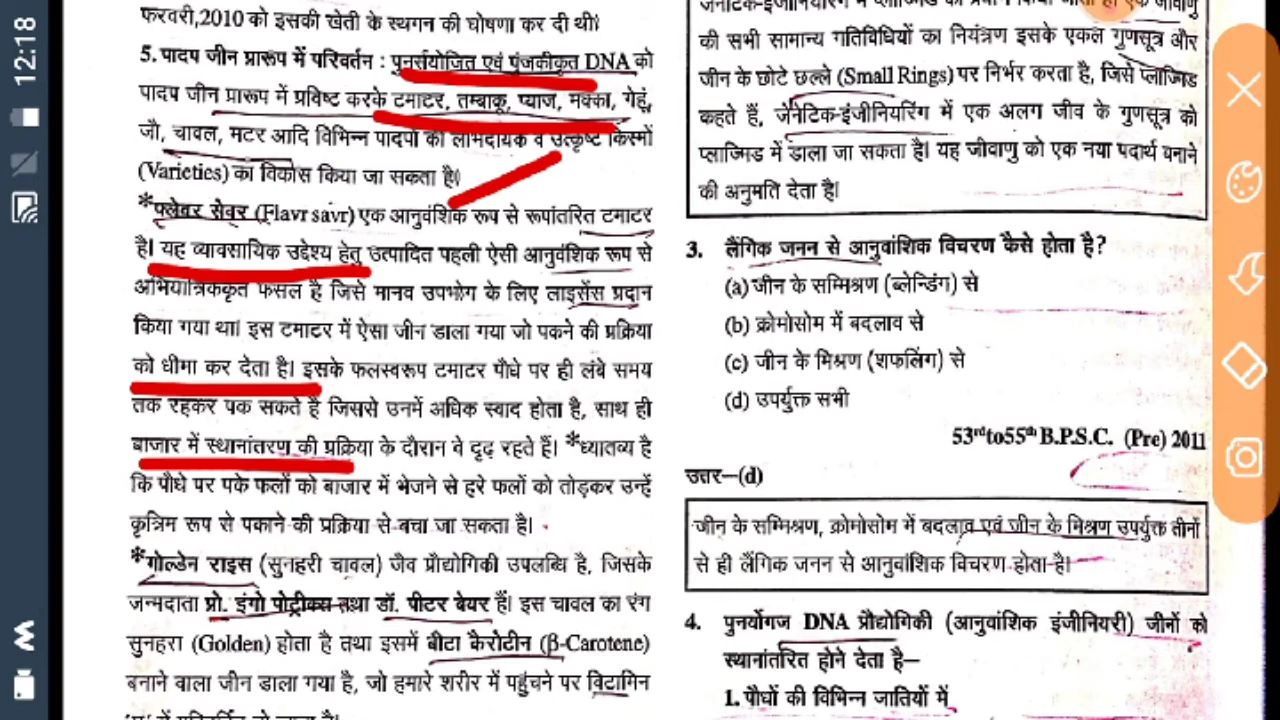 12:18
फरवरी,2010 को इसकी खेती के स्थगन की घोषणा कर दी थी।
5. पादप जीन प्रारूप में परिवर्तन : पुनर्संयोजित एवं पुंजकीकृत DNA को
पादप जीन प्रारूप में प्रविष्ट करके टमाटर, तम्बाकू, प्याज, मक्का, गेहूं,
जौ, चावल, मटर आदि विभिन्न पादपों की लाभदायक व उत्कृष्ट किस्मों
(Varieties) का विकास किया जा सकता है।
*फ्लेवर सेवर (Flavr savr) एक आनुवंशिक रूप से रूपांतरित टमाटर
है। यह व्यावसायिक उद्देश्य हेतु उत्पादित पहली ऐसी आनुवंशिक रूप से
अभियांत्रिकीकृत फसल है जिसे मानव उपभोग के लिए लाइसेंस प्रदान
किया गया था। इस टमाटर में ऐसा जीन डाला गया जो पकने की प्रक्रिया
को धीमा कर देता है। इसके फलस्वरूप टमाटर पौधे पर ही लंबे समय
तक रहकर पक सकते है जिससे उनमें अधिक स्वाद होता है, साथ ही
बाजार में स्थानांतरण की प्रक्रिया के दौरान वे दृढ़ रहते हैं। *ध्यातव्य है
कि पौधे पर पके फलों को बाजार में भेजने से हरे फलों को तोड़कर उन्हें
कृत्रिम रूप से पकाने की प्रक्रिया से बचा जा सकता है।
*गोल्डेन राइस (सुनहरी चावल) जैव प्रौद्योगिकी उपलब्धि है, जिसके
जन्मदाता प्रो. इंगो पोट्रीक्स तथा डॉ. पीटर बेयर हैं। इस चावल का रंग
सुनहरा (Golden) होता है तथा इसमें बीटा कैरोटीन (β-Carotene)
बनाने वाला जीन डाला गया है, जो हमारे शरीर में पहुंचने पर विटामिन
जेनेटिक-इंजीनियरिंग में प्लाज्मिड का प्रयोग किया जाता है। एक जीवाणु
की सभी सामान्य गतिविधियों का नियंत्रण इसके एकल गुणसूत्र और
जीन के छोटे छल्ले (Small Rings) पर निर्भर करता है, जिसे प्लाज्मिड
कहते हैं, जेनेटिक-इंजीनियरिंग में एक अलग जीव के गुणसूत्र को
प्लाज्मिड में डाला जा सकता है। यह जीवाणु को एक नया पदार्थ बनाने
की अनुमति देता है।
3. लैंगिक जनन से आनुवांशिक विचरण कैसे होता है?
(a) जीन के सम्मिश्रण (ब्लेन्डिंग) से
(b) क्रोमोसोम में बदलाव से
(c) जीन के मिश्रण (शफलिंग) से
(d) उपर्युक्त सभी
53rd to 55th B.P.S.C. (Pre) 2011
उत्तर–(d)
जीन के सम्मिश्रण, क्रोमोसोम में बदलाव एवं जीन के मिश्रण उपर्युक्त तीनों
से ही लैंगिक जनन से आनुवांशिक विचरण होता है।
4. पुनर्योगज DNA प्रौद्योगिकी (आनुवांशिक इंजीनियरी) जीनों को
स्थानांतरित होने देता है–
1. पौधों की विभिन्न जातियों में